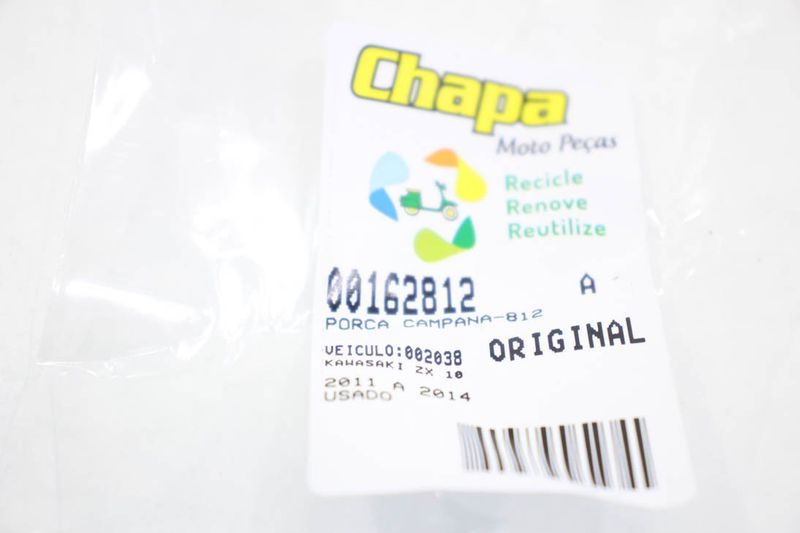 Chapa
Moto Peças
Recicle
Renove
Reutilize
00162812 A
PORCA CAMPANA-812
VEICULO:002038 ORIGINAL
KAWASAKI ZX 10
2011 A 2014
USADO